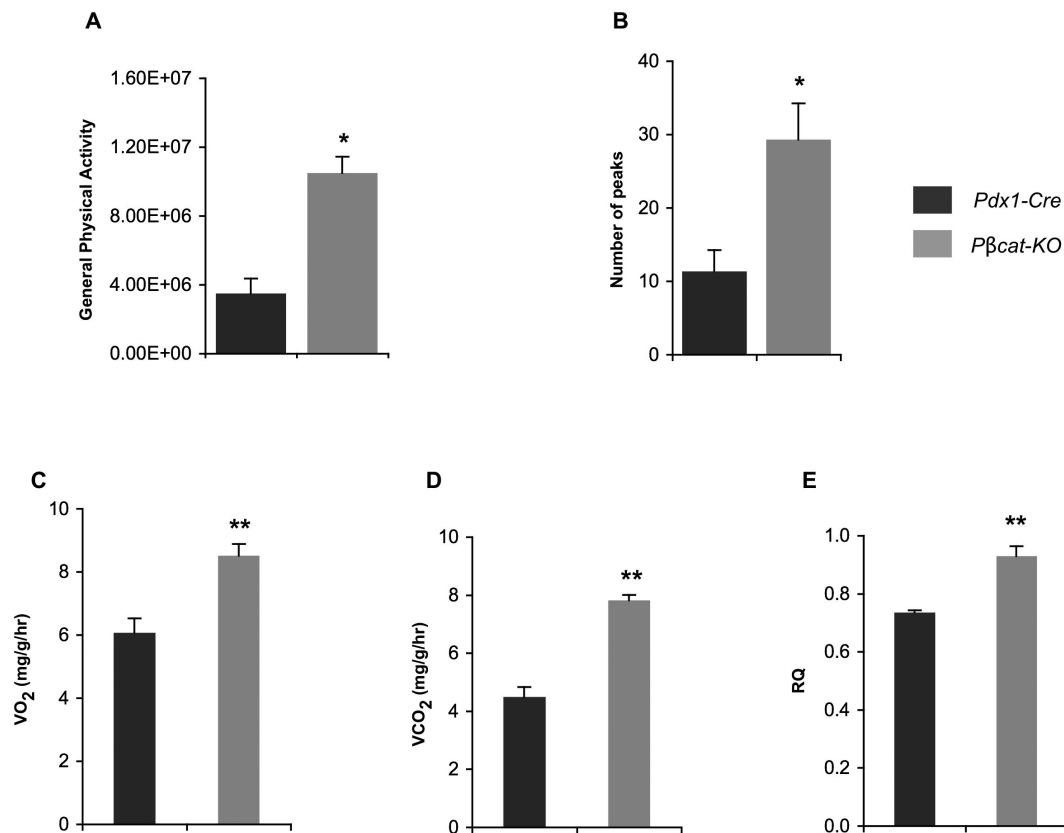 A
General Physical Activity
1.60E+07
1.20E+07
8.00E+06
4.00E+06
0.00E+00
*
B
Number of peaks
40
30
20
10
0
*
Pdx1-Cre
Pβcat-KO
C
VO2 (mg/g/hr)
10
8
6
4
2
0
**
D
VCO2 (mg/g/hr)
10
8
6
4
2
0
**
E
RQ
1.0
0.8
0.6
0.4
0.2
0.0
**